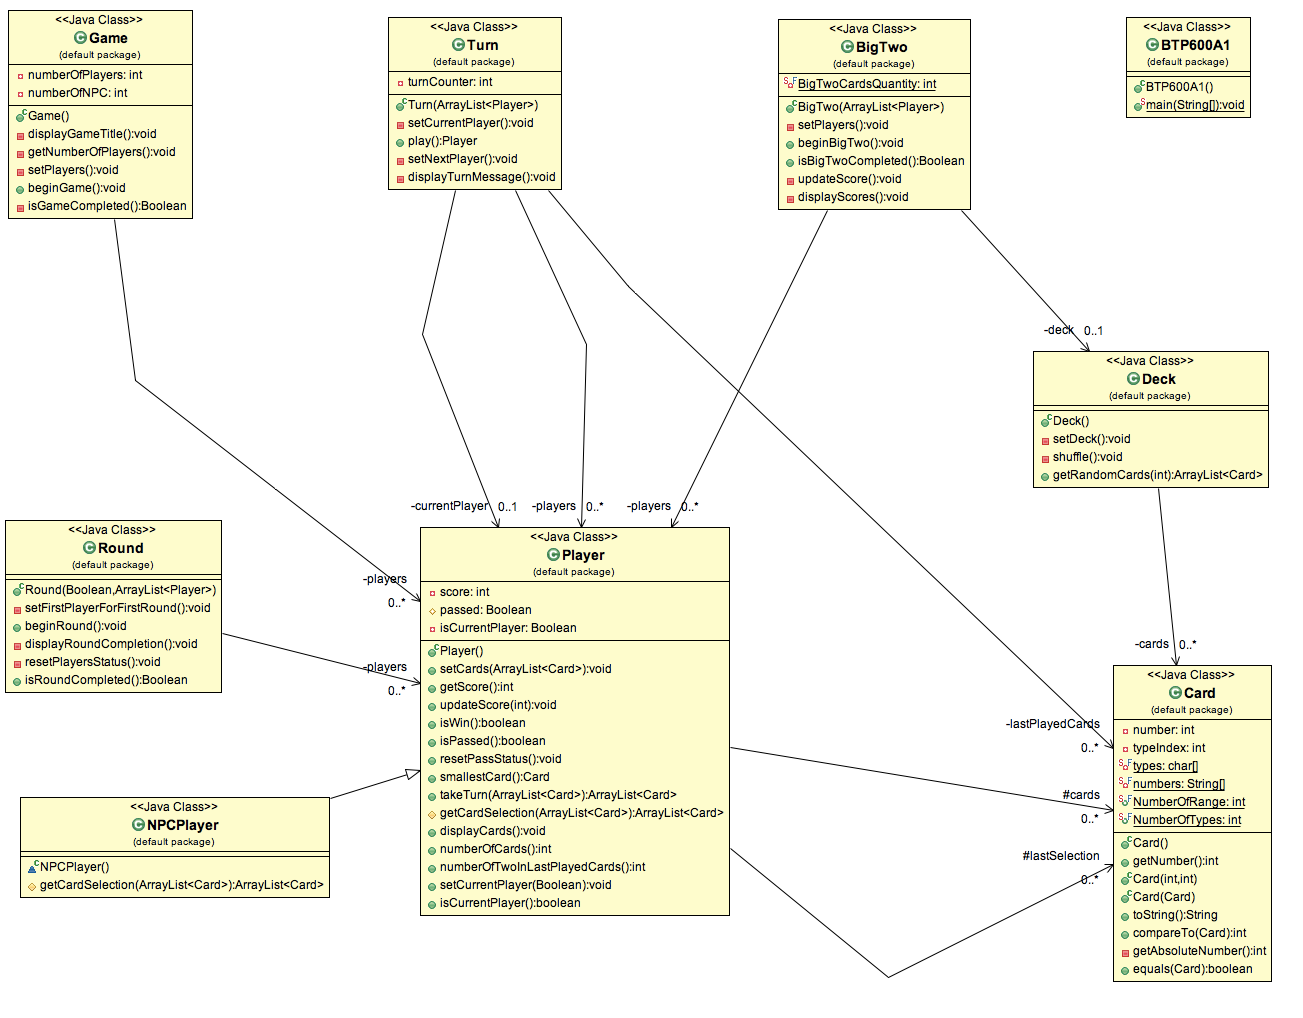 <<Java Class>>
Game
(default package)
numberOfPlayers: int
numberOfNPC: int
Game()
displayGameTitle():void
getNumberOfPlayers():void
setPlayers():void
beginGame():void
isGameCompleted():Boolean
<<Java Class>>
Turn
(default package)
turnCounter: int
Turn(ArrayList<Player>)
setCurrentPlayer():void
play():Player
setNextPlayer():void
displayTurnMessage():void
<<Java Class>>
BigTwo
(default package)
BigTwoCardsQuantity: int
BigTwo(ArrayList<Player>)
setPlayers():void
beginBigTwo():void
isBigTwoCompleted():Boolean
updateScore():void
displayScores():void
<<Java Class>>
BTP600A1
(default package)
BTP600A1()
main(String[]):void
-deck 0..1
<<Java Class>>
Deck
(default package)
Deck()
setDeck():void
shuffle():void
getRandomCards(int):ArrayList<Card>
-currentPlayer 0..1
-players 0..*
-players 0..*
<<Java Class>>
Round
(default package)
Round(Boolean,ArrayList<Player>)
setFirstPlayerForFirstRound():void
beginRound():void
displayRoundCompletion():void
resetPlayersStatus():void
isRoundCompleted():Boolean
-players
0..*
-players
0..*
<<Java Class>>
Player
(default package)
score: int
passed: Boolean
isCurrentPlayer: Boolean
Player()
setCards(ArrayList<Card>):void
getScore():int
updateScore(int):void
isWin():boolean
isPassed():boolean
resetPassStatus():void
smallestCard():Card
takeTurn(ArrayList<Card>):ArrayList<Card>
getCardSelection(ArrayList<Card>):ArrayList<Card>
displayCards():void
numberOfCards():int
numberOfTwoInLastPlayedCards():int
setCurrentPlayer(Boolean):void
isCurrentPlayer():boolean
<<Java Class>>
NPCPlayer
(default package)
NPCPlayer()
getCardSelection(ArrayList<Card>):ArrayList<Card>
-cards 0..*
-lastPlayedCards
0..*
#cards
0..*
#lastSelection
0..*
<<Java Class>>
Card
(default package)
number: int
typeIndex: int
types: char[]
numbers: String[]
NumberOfRange: int
NumberOfTypes: int
Card()
getNumber():int
Card(int,int)
Card(Card)
toString():String
compareTo(Card):int
getAbsoluteNumber():int
equals(Card):boolean